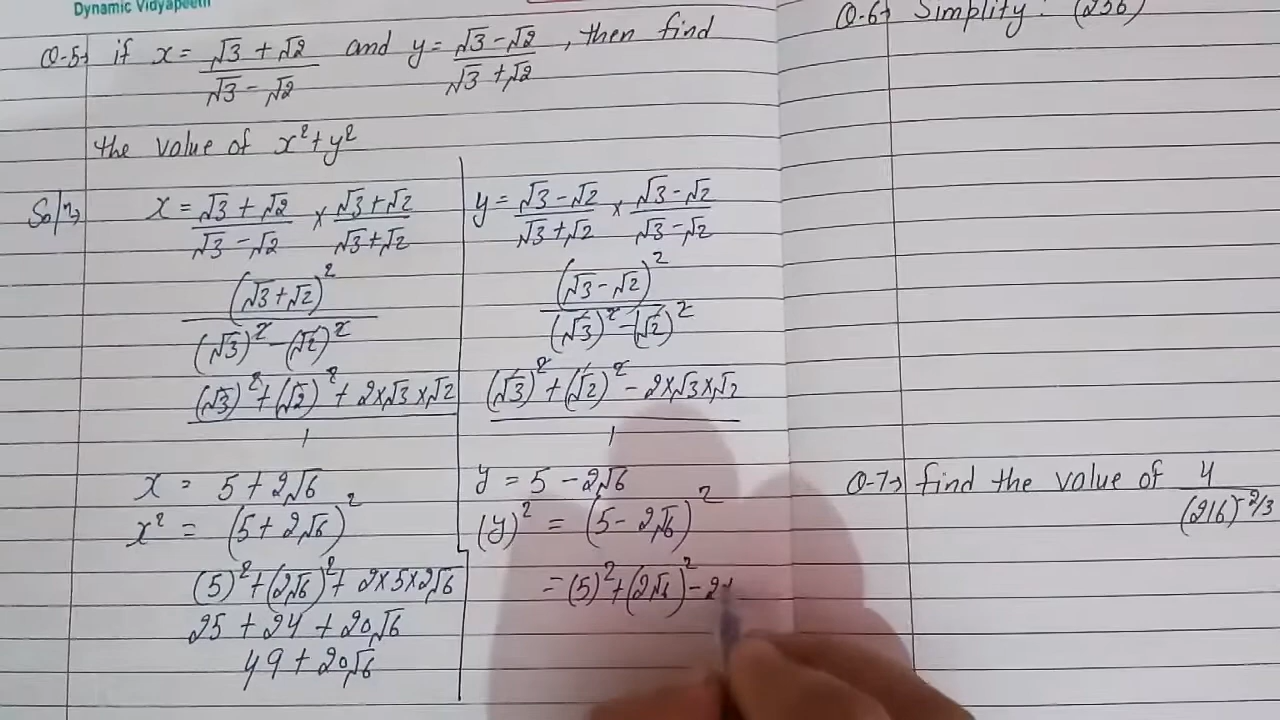 Dynamic Vidyapeeth
Q-5→ if x = (√3 + √2)/(√3 - √2) and y = (√3 - √2)/(√3 + √2), then find
the value of x² + y²
Soln→ x = (√3 + √2)/(√3 - √2) × (√3 + √2)/(√3 + √2)
(√3 + √2)²/((√3)² - (√2)²)
((√3)² + (√2)² + 2×√3×√2)/1
x = 5 + 2√6
x² = (5 + 2√6)²
(5)² + (2√6)² + 2×5×2√6
25 + 24 + 20√6
49 + 20√6
y = (√3 - √2)/(√3 + √2) × (√3 - √2)/(√3 - √2)
(√3 - √2)²/((√3)² - (√2)²)
((√3)² + (√2)² - 2×√3×√2)/1
y = 5 - 2√6
(y)² = (5 - 2√6)²
= (5)² + (2√6)² - 2
Q-6→ Simplify: (256)
Q-7→ find the value of 4/(216)^-2/3